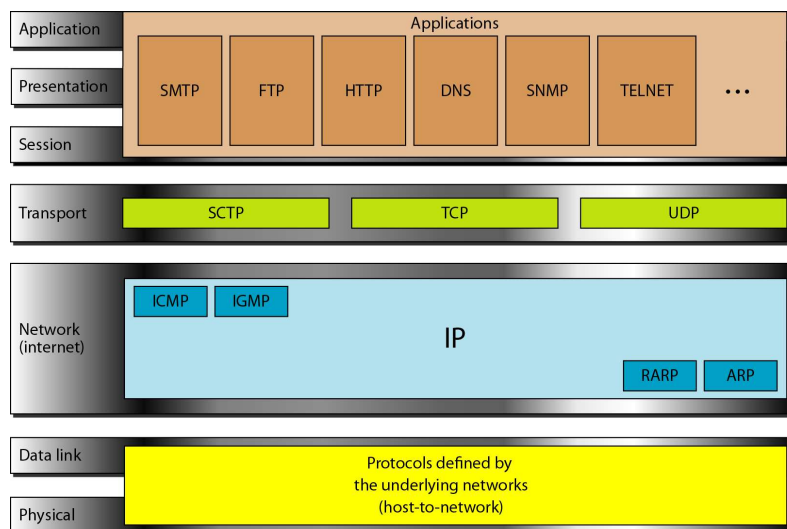 Application
Applications
Presentation
SMTP
FTP
HTTP
DNS
SNMP
TELNET
...
Session
Transport
SCTP
TCP
UDP
ICMP
IGMP
Network
(internet)
IP
RARP
ARP
Data link
Protocols defined by
the underlying networks
(host-to-network)
Physical